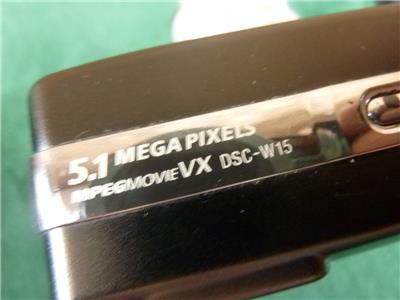 5.1 MEGA PIXELS
MPEGMOVIEVX DSC-W15